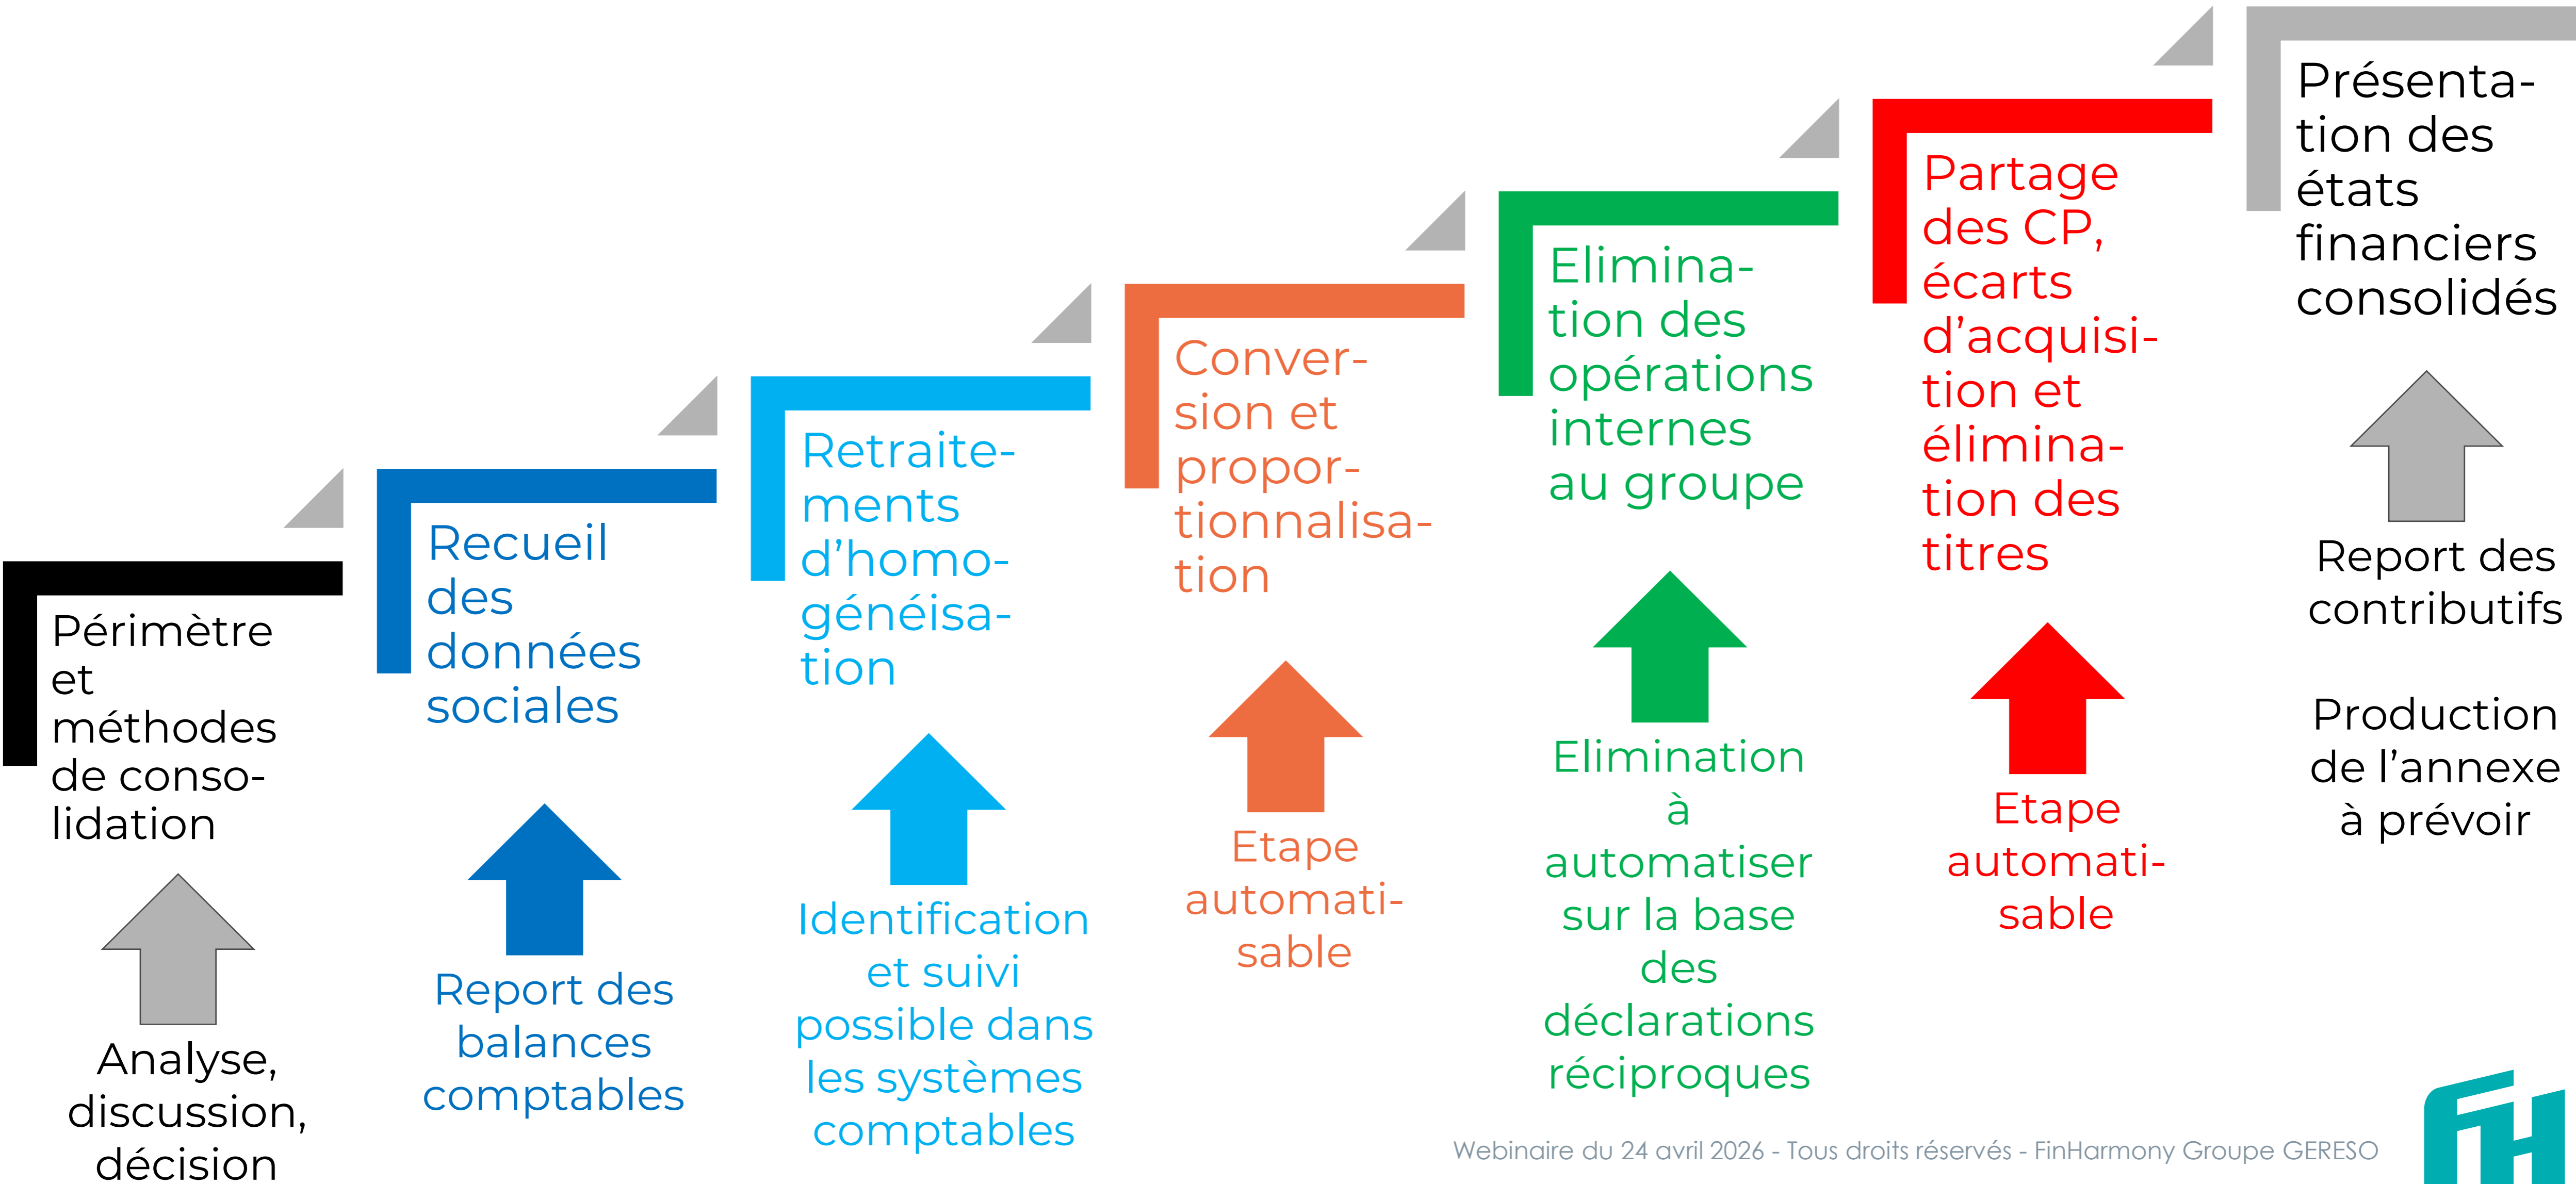 Périmètre
et
méthodes
de conso-
lidation
Analyse,
discussion,
décision
Recueil
des
données
sociales
Report des
balances
comptables
Retraite-
ments
d’homo-
généisa-
tion
Identification
et suivi
possible dans
les systèmes
comptables
Conver-
sion et
propor-
tionnalisa-
tion
Etape
automati-
sable
Elimina-
tion des
opérations
internes
au groupe
Elimination
à
automatiser
sur la base
des
déclarations
réciproques
Partage
des CP,
écarts
d’acquisi-
tion et
élimina-
tion des
titres
Etape
automati-
sable
Présenta-
tion des
états
financiers
consolidés
Report des
contributifs
Production
de l’annexe
à prévoir
Webinaire du 24 avril 2026 - Tous droits réservés - FinHarmony Groupe GERESO
FH